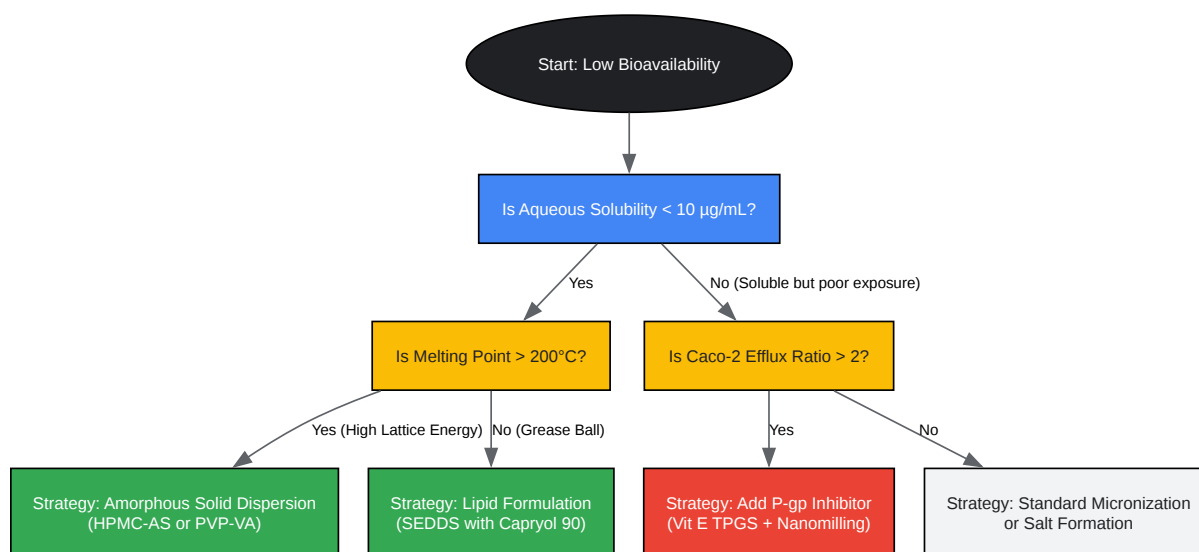 Start: Low Bioavailability
Is Aqueous Solubility < 10 µg/mL?
Yes
No (Soluble but poor exposure)
Is Melting Point > 200°C?
Is Caco-2 Efflux Ratio > 2?
Yes (High Lattice Energy)
No (Grease Ball)
Yes
No
Strategy: Amorphous Solid Dispersion
(HPMC-AS or PVP-VA)
Strategy: Lipid Formulation
(SEDDS with Capryol 90)
Strategy: Add P-gp Inhibitor
(Vit E TPGS + Nanomilling)
Strategy: Standard Micronization
or Salt Formation